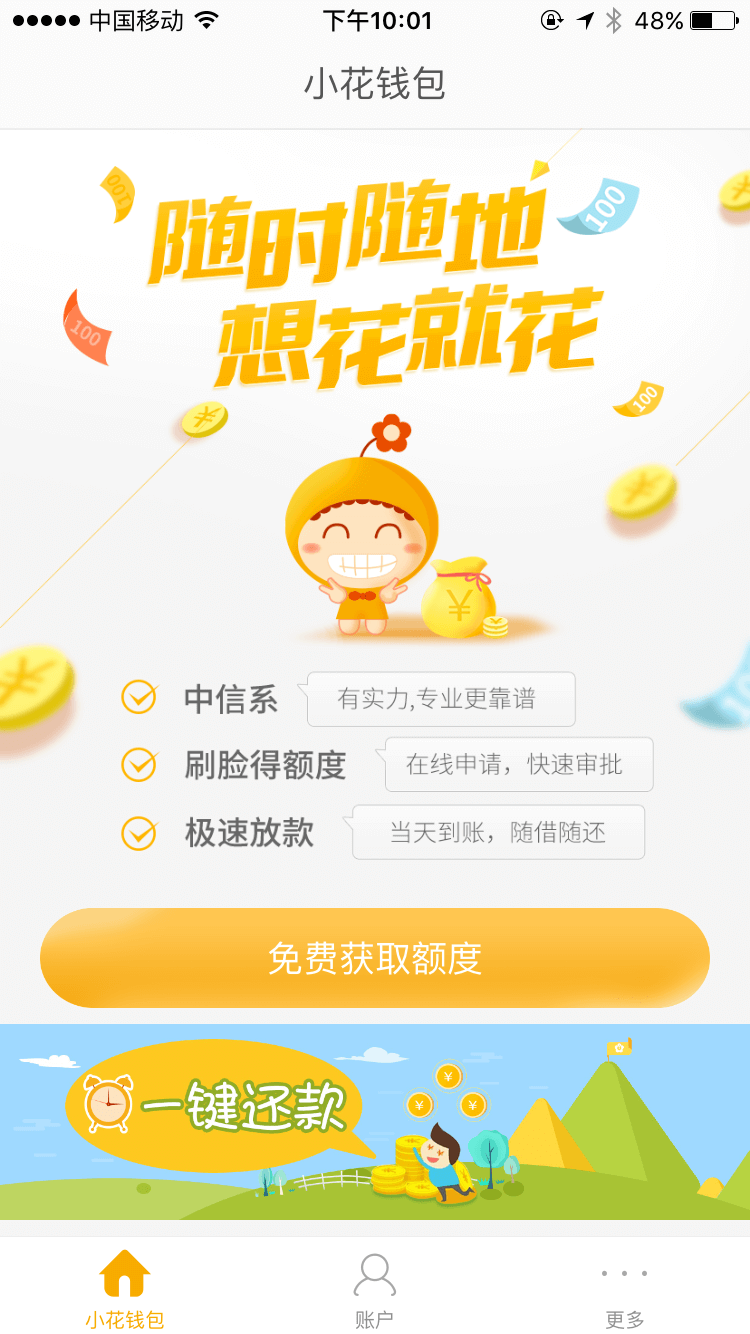 中国移动 下午10:01 48%
小花钱包
100
100
随时随地
想花就花
100
100
中信系 有实力,专业更靠谱
刷脸得额度 在线申请，快速审批
极速放款 当天到账，随借随还
免费获取额度
一键还款
小花钱包 账户 更多